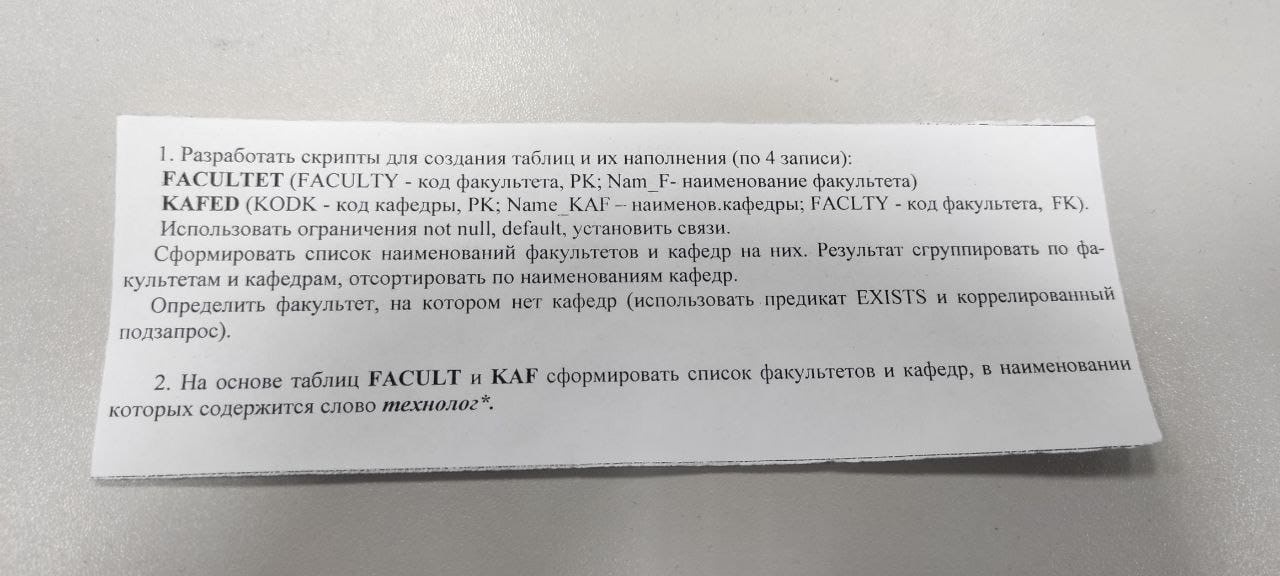 1. Разработать скрипты для создания таблиц и их наполнения (по 4 записи):
FACULTET (FACULTY - код факультета, PK; Nam_F- наименование факультета)
KAFED (KODK - код кафедры, PK; Name_KAF – наименов.кафедры; FACLTY - код факультета, FK).
Использовать ограничения not null, default, установить связи.
Сформировать список наименований факультетов и кафедр на них. Результат сгруппировать по фа-
культетам и кафедрам, отсортировать по наименованиям кафедр.
Определить факультет, на котором нет кафедр (использовать предикат EXISTS и коррелированный
подзапрос).
2. На основе таблиц FACULT и KAF сформировать список факультетов и кафедр, в наименовании
которых содержится слово технолог*.